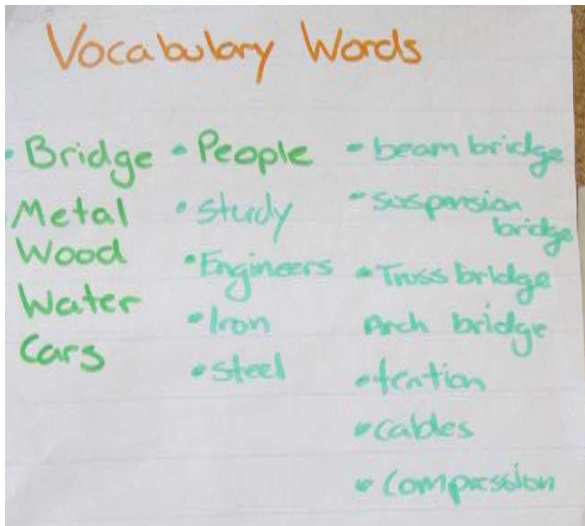 Vocabulary Words
• Bridge
Metal
Wood
Water
Cars
• People
• study
• Engineers
• Iron
• steel
• beam bridge
• suspension
bridge
• Truss bridge
Arch bridge
• tention
• cables
• compression